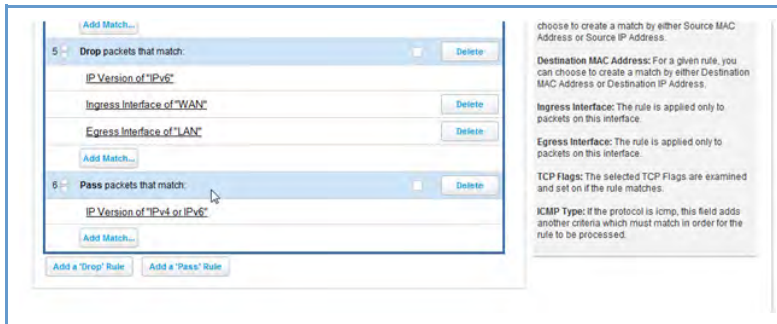 Add Match...
5 Drop packets that match: Delete
IP Version of "IPv6"
Ingress Interface of "WAN" Delete
Egress Interface of "LAN" Delete
Add Match...
6 Pass packets that match: Delete
IP Version of "IPv4 or IPv6"
Add Match...
Add a 'Drop' Rule Add a 'Pass' Rule
choose to create a match by either Source MAC
Address or Source IP Address.
Destination MAC Address: For a given rule, you
can choose to create a match by either Destination
MAC Address or Destination IP Address.
Ingress Interface: The rule is applied only to
packets on this interface.
Egress Interface: The rule is applied only to
packets on this interface.
TCP Flags: The selected TCP Flags are examined
and set on if the rule matches.
ICMP Type: If the protocol is icmp, this field adds
another criteria which must match in order for the
rule to be processed.